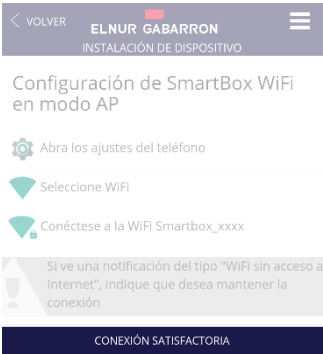 VOLVER
ELNUR GABARRON
INSTALACIÓN DE DISPOSITIVO
Configuración de SmartBox WiFi
en modo AP
Abra los ajustes del teléfono
Seleccione WiFi
Conéctese a la WiFi Smartbox_xxxx
Si ve una notificación del tipo "WiFi sin acceso a
Internet", indique que desea mantener la
conexión
CONEXIÓN SATISFACTORIA